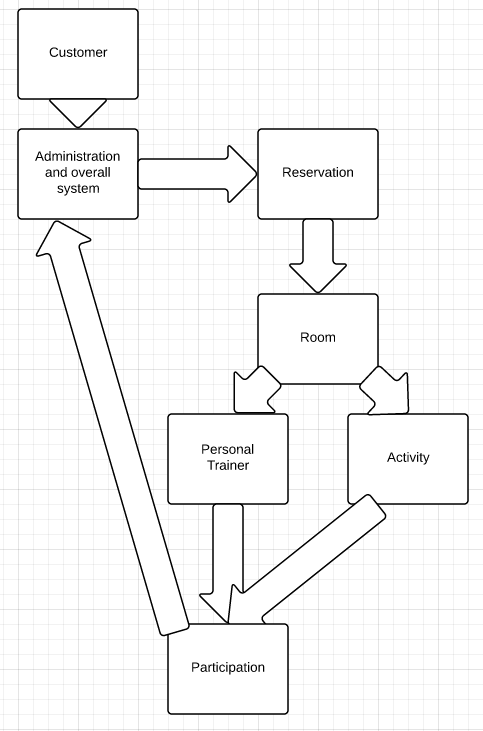 Customer
Administration
and overall
system
Reservation
Room
Personal
Trainer
Activity
Participation